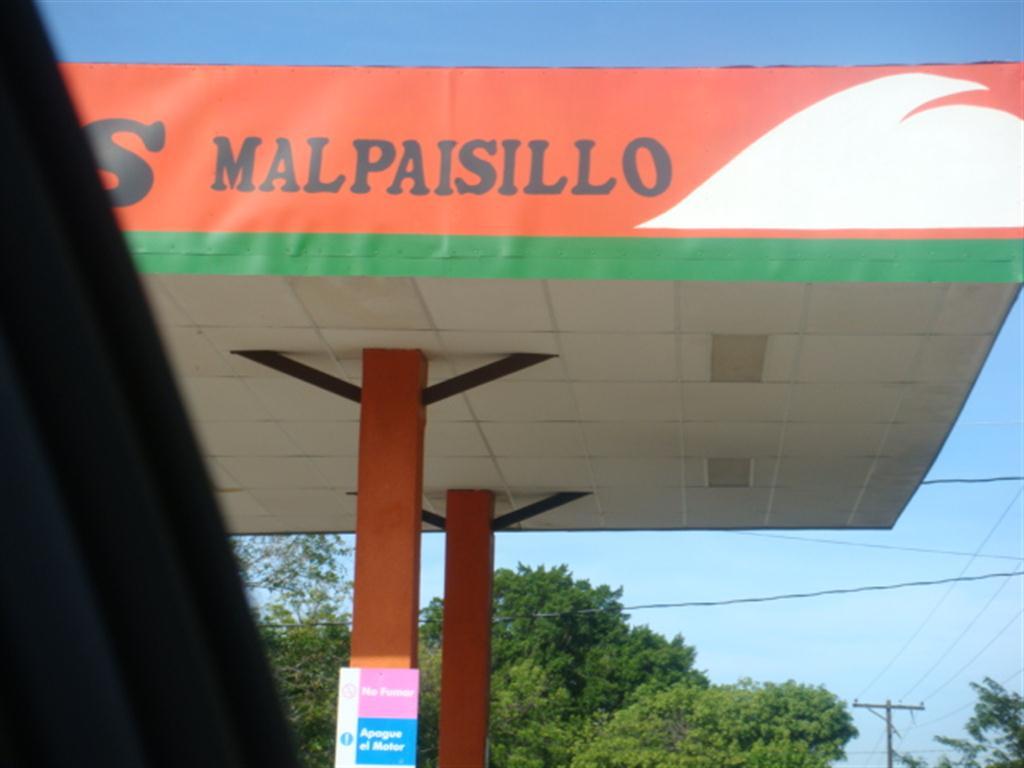 S MALPAISILLO
No Fumar
Apague
el Motor